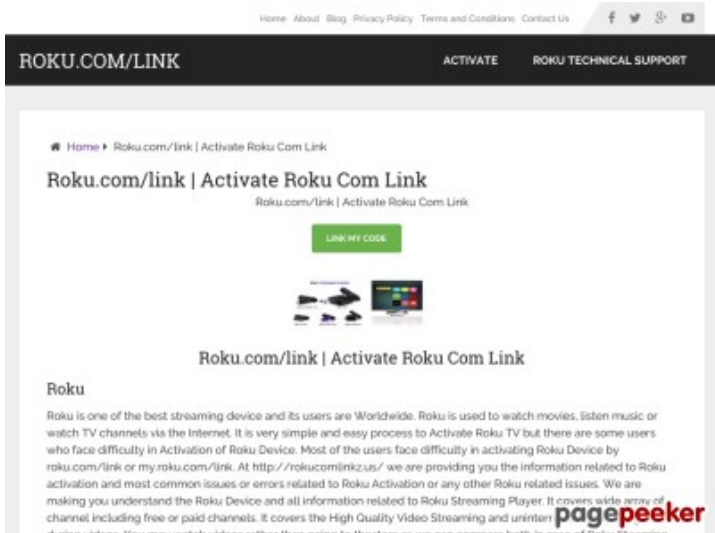 Home About Blog Privacy Policy Terms and Conditions Contact Us
ROKU.COM/LINK
ACTIVATE ROKU TECHNICAL SUPPORT
Home Roku.com/link | Activate Roku Com Link
Roku.com/link | Activate Roku Com Link
Roku.com/link | Activate Roku Com Link
LINK MY CODE
Roku.com/link | Activate Roku Com Link
Roku
Roku is one of the best streaming device and its users are Worldwide. Roku is used to watch movies, listen music or
watch TV channels via the Internet. It is very simple and easy process to Activate Roku TV but there are some users
who face difficulty in Activation of Roku Device. Most of the users face difficulty in activating Roku Device by
roku.com/link or my.roku.com/link. At http://rokucomlinkz.us/ we are providing you the information related to Roku
activation and most common issues or errors related to Roku Activation or any other Roku related issues. We are
making you understand the Roku Device and all information related to Roku Streaming Player. It covers wide array of
channel including free or paid channels. It covers the High Quality Video Streaming and uninterr
pagepeeker